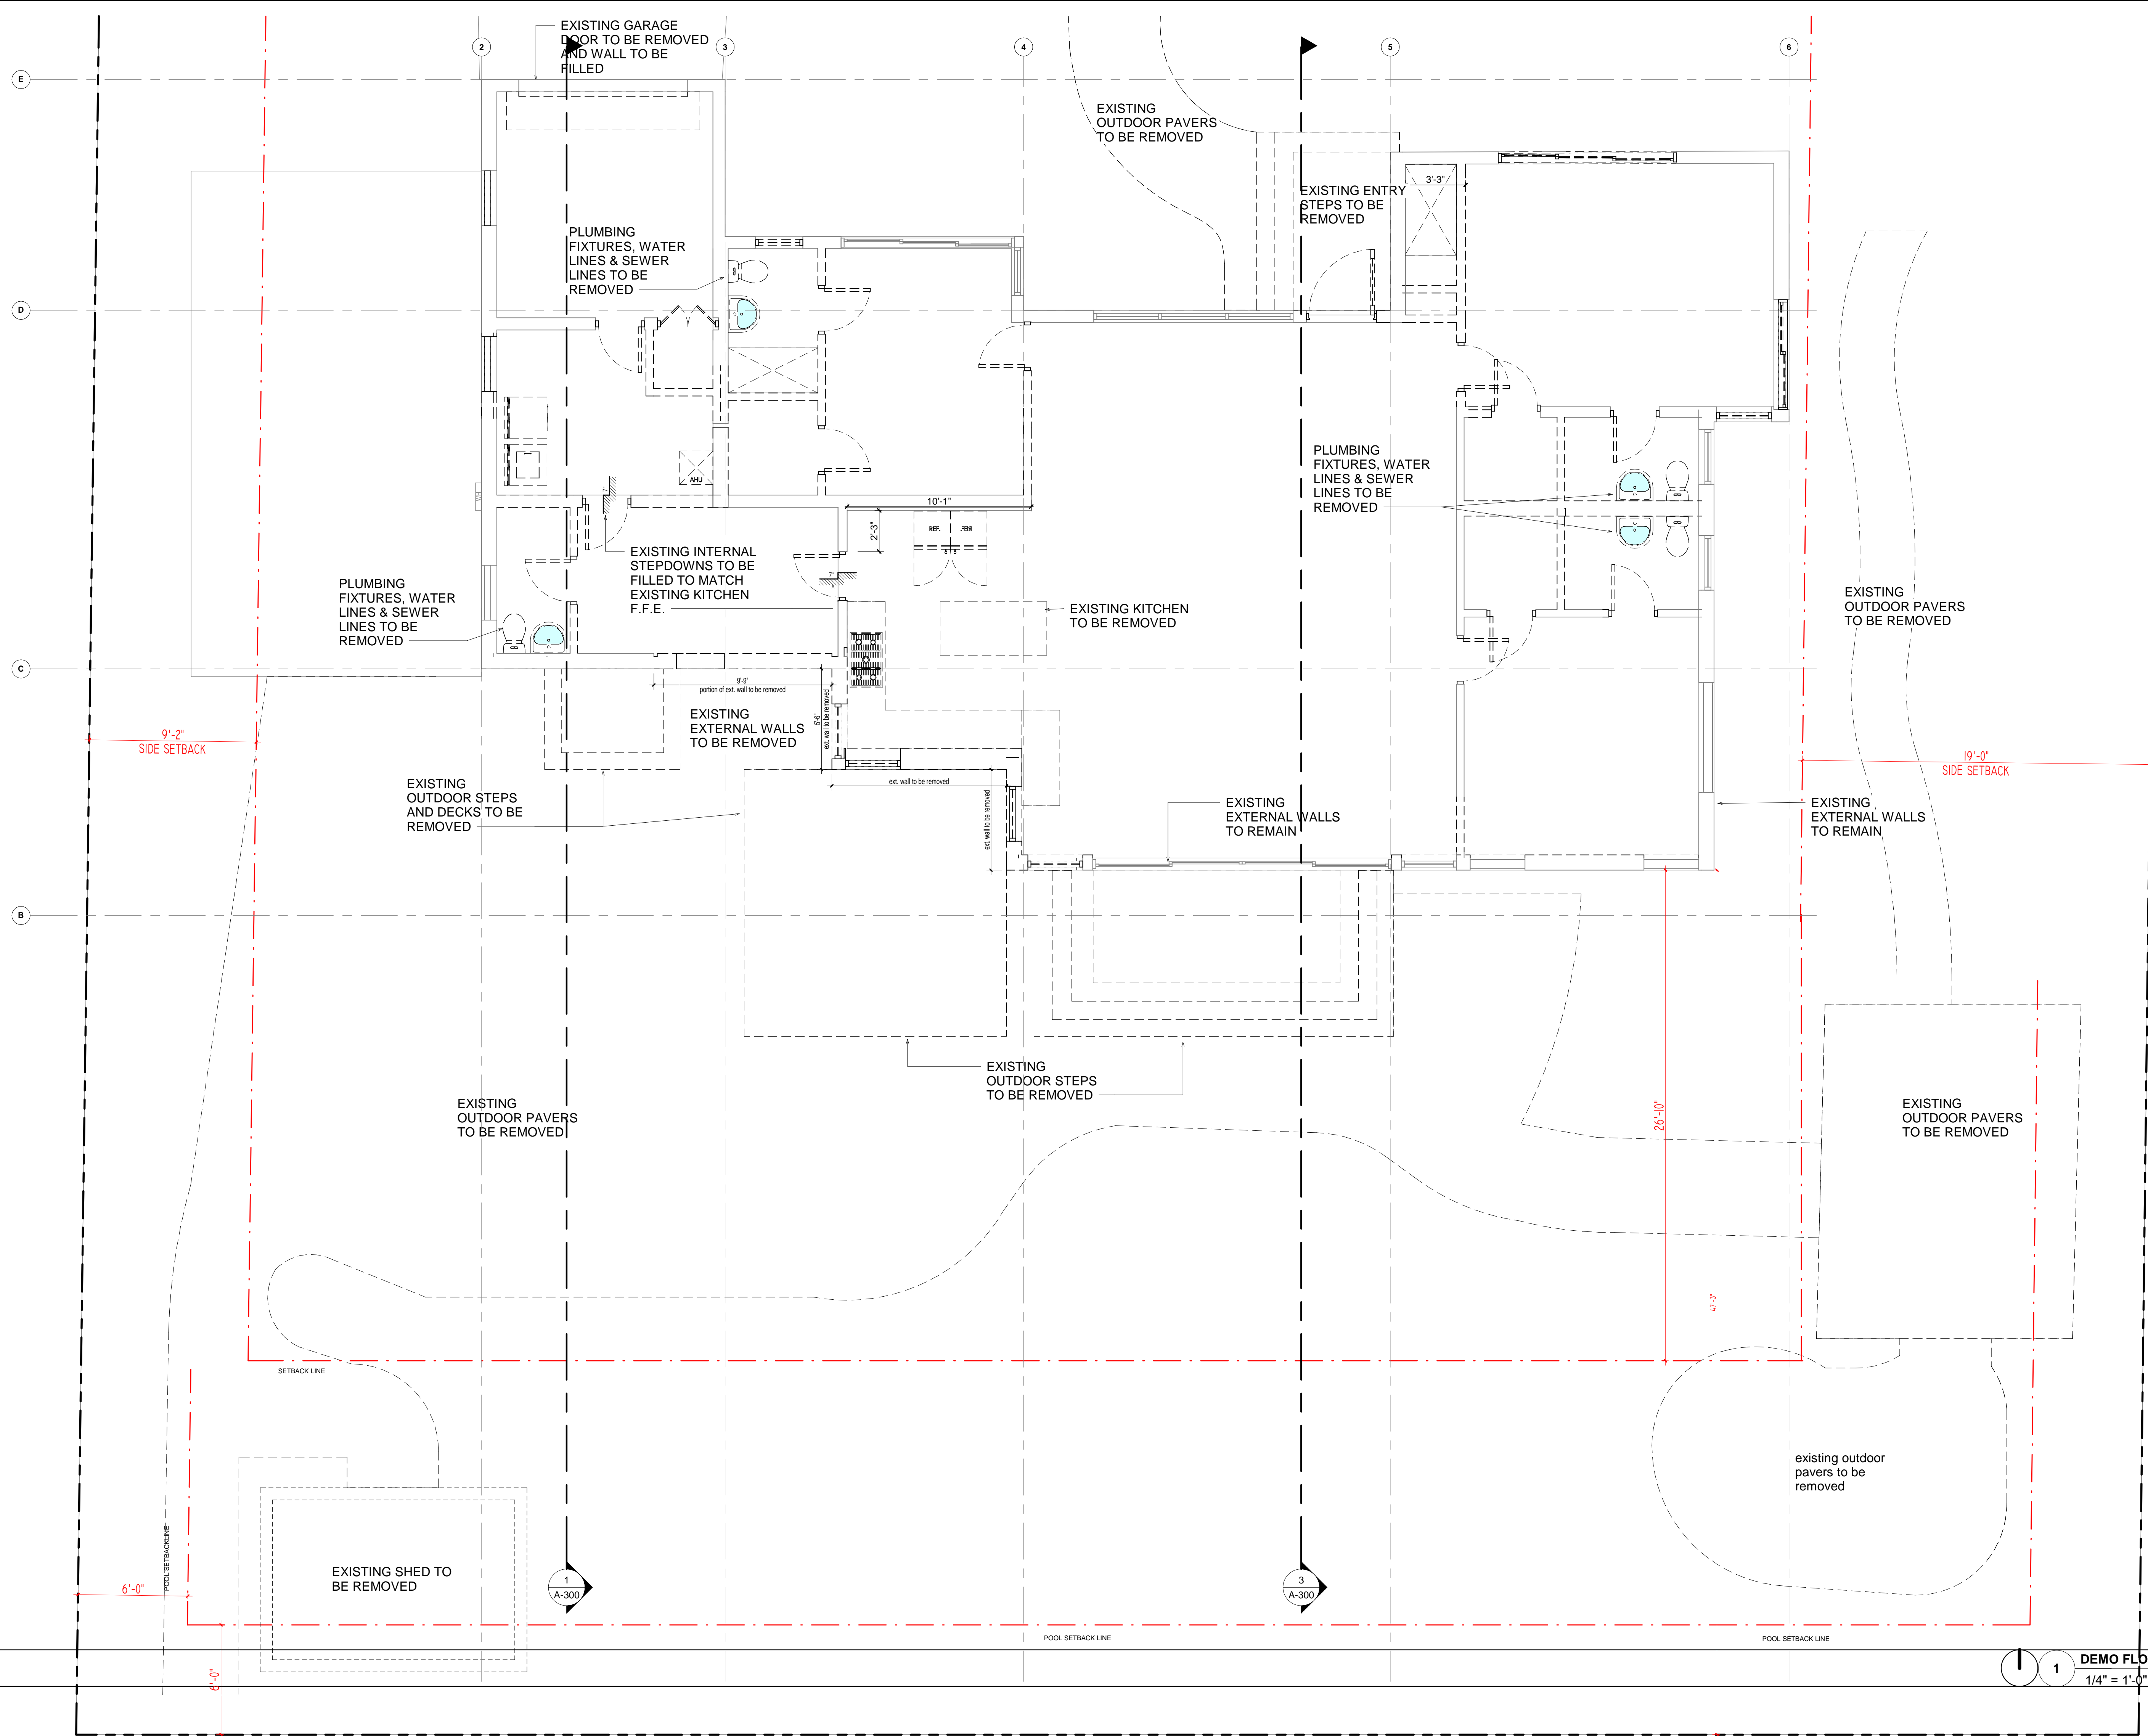 EXISTING GARAGE
DOOR TO BE REMOVED
AND WALL TO BE
FILLED
2
3
4
5
6
E
EXISTING
OUTDOOR PAVERS
TO BE REMOVED
EXISTING ENTRY
STEPS TO BE
REMOVED
3'-3"
PLUMBING
FIXTURES, WATER
LINES & SEWER
LINES TO BE
REMOVED
D
PLUMBING
FIXTURES, WATER
LINES & SEWER
LINES TO BE
REMOVED
AHU
WH
7"
10'-1"
2'-3"
REF.
REF.
EXISTING INTERNAL
STEPDOWNS TO BE
FILLED TO MATCH
EXISTING KITCHEN
F.F.E.
7"
PLUMBING
FIXTURES, WATER
LINES & SEWER
LINES TO BE
REMOVED
EXISTING KITCHEN
TO BE REMOVED
EXISTING
OUTDOOR PAVERS
TO BE REMOVED
C
9'-9"
portion of ext. wall to be removed
5'-6"
ext. wall to be removed
EXISTING
EXTERNAL WALLS
TO BE REMOVED
9'-2"
SIDE SETBACK
19'-0"
SIDE SETBACK
EXISTING
OUTDOOR STEPS
AND DECKS TO BE
REMOVED
ext. wall to be removed
ext. wall to be removed
EXISTING
EXTERNAL WALLS
TO REMAIN
EXISTING
EXTERNAL WALLS
TO REMAIN
B
EXISTING
OUTDOOR STEPS
TO BE REMOVED
EXISTING
OUTDOOR PAVERS
TO BE REMOVED
26'-10"
EXISTING
OUTDOOR PAVERS
TO BE REMOVED
47'-3"
SETBACK LINE
existing outdoor
pavers to be
removed
POOL SETBACKLINE
EXISTING SHED TO
BE REMOVED
6'-0"
1
A-300
3
A-300
POOL SETBACK LINE
POOL SETBACK LINE
6'-0"
1
DEMO FLO
1/4" = 1'-0"